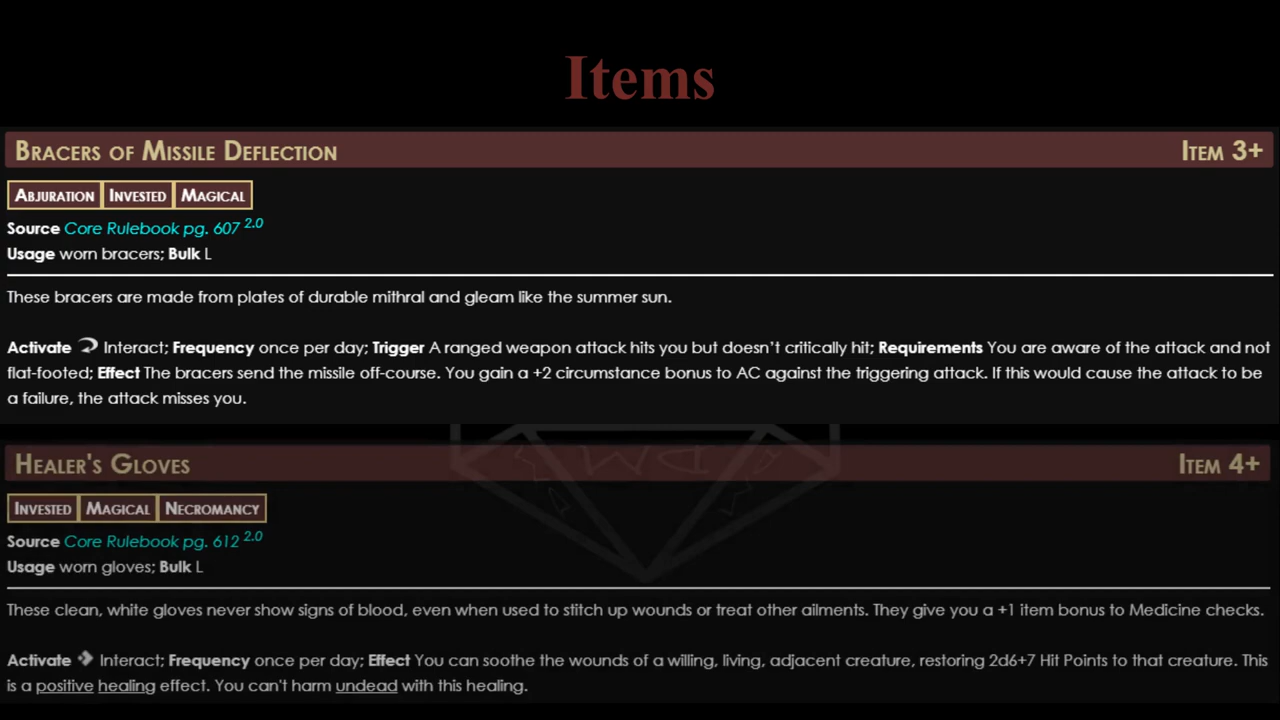 Items
BRACERS OF MISSILE DEFLECTION ITEM 3+
ABJURATION INVESTED MAGICAL
Source Core Rulebook pg. 607 2.0
Usage worn bracers; Bulk L
These bracers are made from plates of durable mithral and gleam like the summer sun.
Activate Interact; Frequency once per day; Trigger A ranged weapon attack hits you but doesn't critically hit; Requirements You are aware of the attack and not
flat-footed; Effect The bracers send the missile off-course. You gain a +2 circumstance bonus to AC against the triggering attack. If this would cause the attack to be
a failure, the attack misses you.
HEALER'S GLOVES ITEM 4+
INVESTED MAGICAL NECROMANCY
Source Core Rulebook pg. 612 2.0
Usage worn gloves; Bulk L
These clean, white gloves never show signs of blood, even when used to stitch up wounds or treat other ailments. They give you a +1 item bonus to Medicine checks.
Activate Interact; Frequency once per day; Effect You can soothe the wounds of a willing, living, adjacent creature, restoring 2d6+7 Hit Points to that creature. This
is a positive healing effect. You can't harm undead with this healing.